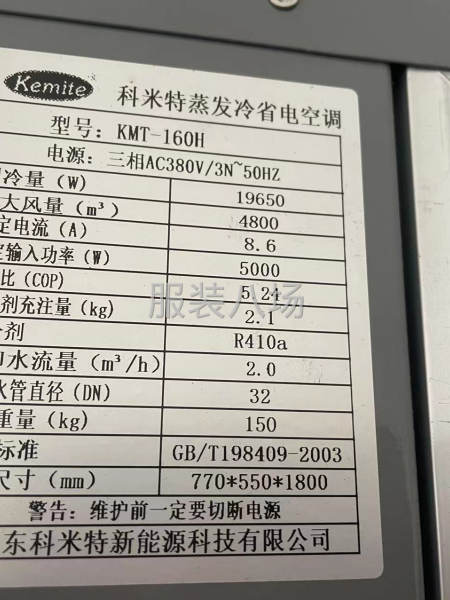 Kemite 科米特蒸发冷省电空调
型号: KMT-160H
电源: 三相AC380V/3N~50HZ
冷量(W) 19650
大风量(m³) 4800
定电流(A) 8.6
输入功率(W) 5000
比(COP) 5.24
剂充注量(kg) 2.1
剂 R410a
水流量(m³/h) 2.0
水管直径(DN) 32
重量(kg) 150
标准 GB/T198409-2003
尺寸(mm) 770*550*1800
警告: 维护前一定要切断电源
东科米特新能源科技有限公司
服装八场